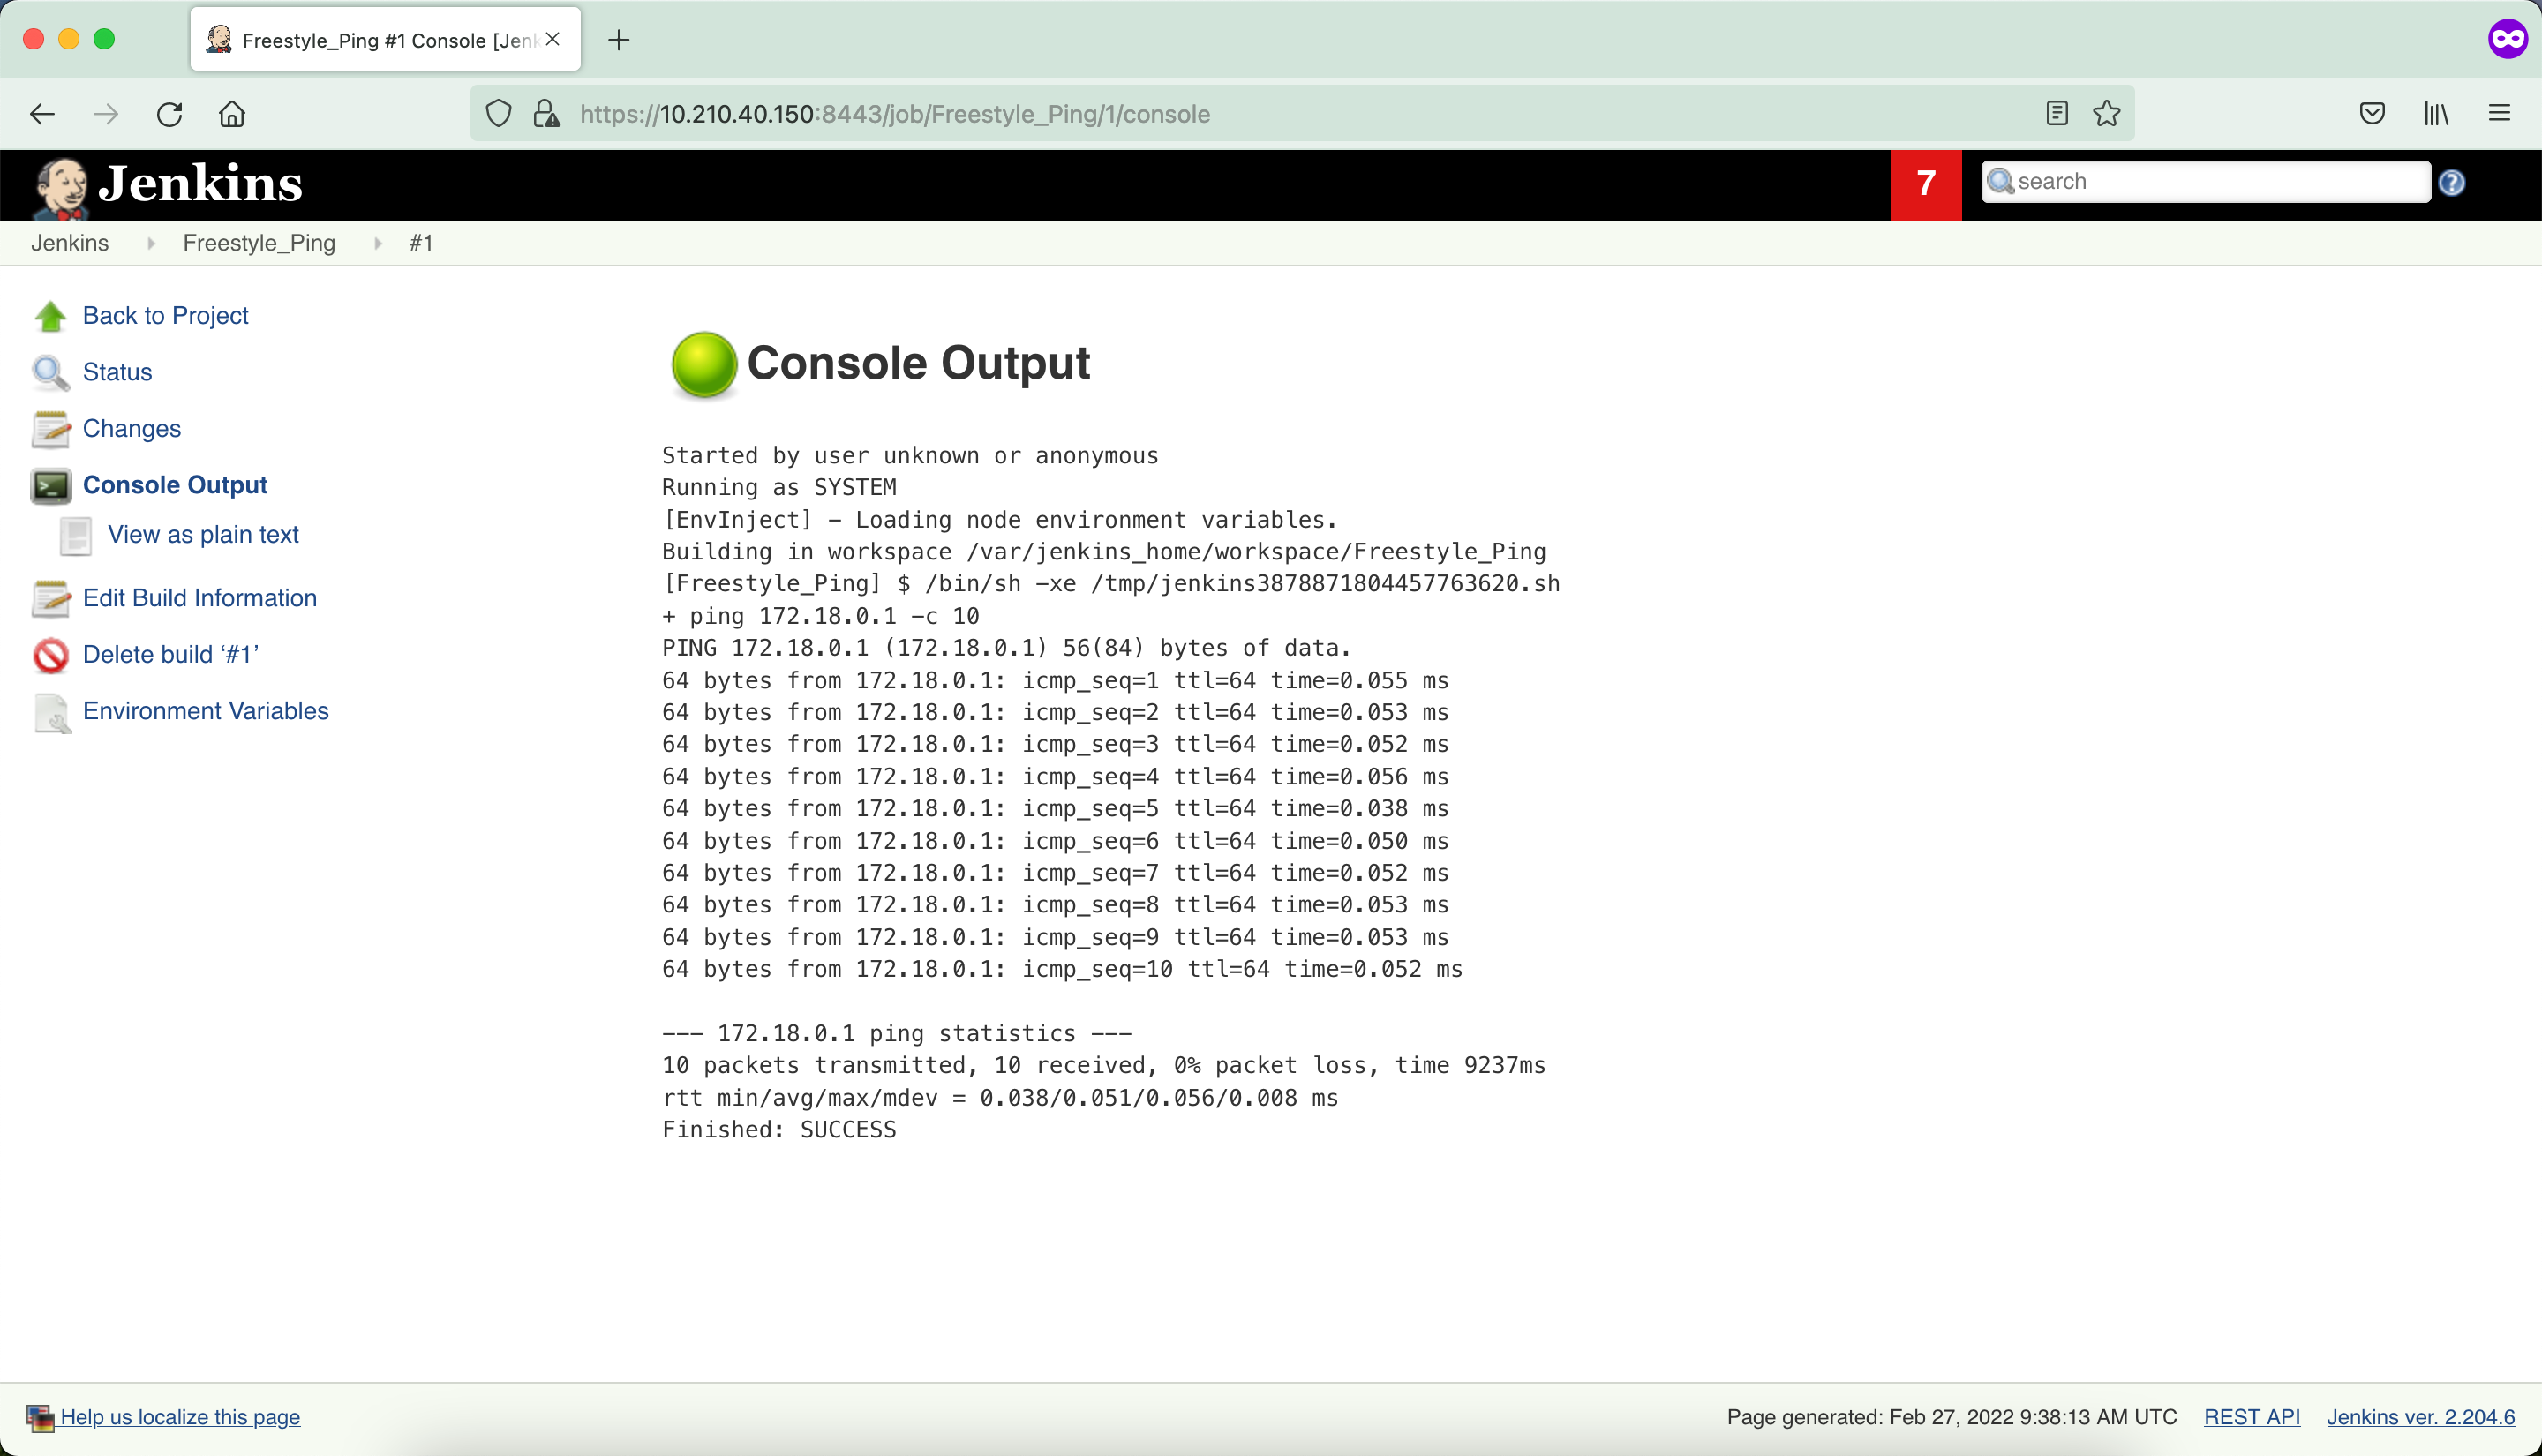 Freestyle_Ping #1 Console [Jenk
https://10.210.40.150:8443/job/Freestyle_Ping/1/console
Jenkins
7
search
Jenkins
Freestyle_Ping
#1
Back to Project
Status
Changes
Console Output
View as plain text
Edit Build Information
Delete build ‘#1’
Environment Variables
Console Output
Started by user unknown or anonymous
Running as SYSTEM
[EnvInject] - Loading node environment variables.
Building in workspace /var/jenkins_home/workspace/Freestyle_Ping
[Freestyle_Ping] $ /bin/sh -xe /tmp/jenkins3878871804457763620.sh
+ ping 172.18.0.1 -c 10
PING 172.18.0.1 (172.18.0.1) 56(84) bytes of data.
64 bytes from 172.18.0.1: icmp_seq=1 ttl=64 time=0.055 ms
64 bytes from 172.18.0.1: icmp_seq=2 ttl=64 time=0.053 ms
64 bytes from 172.18.0.1: icmp_seq=3 ttl=64 time=0.052 ms
64 bytes from 172.18.0.1: icmp_seq=4 ttl=64 time=0.056 ms
64 bytes from 172.18.0.1: icmp_seq=5 ttl=64 time=0.038 ms
64 bytes from 172.18.0.1: icmp_seq=6 ttl=64 time=0.050 ms
64 bytes from 172.18.0.1: icmp_seq=7 ttl=64 time=0.052 ms
64 bytes from 172.18.0.1: icmp_seq=8 ttl=64 time=0.053 ms
64 bytes from 172.18.0.1: icmp_seq=9 ttl=64 time=0.053 ms
64 bytes from 172.18.0.1: icmp_seq=10 ttl=64 time=0.052 ms
--- 172.18.0.1 ping statistics ---
10 packets transmitted, 10 received, 0% packet loss, time 9237ms
rtt min/avg/max/mdev = 0.038/0.051/0.056/0.008 ms
Finished: SUCCESS
Help us localize this page
Page generated: Feb 27, 2022 9:38:13 AM UTC
REST API
Jenkins ver. 2.204.6